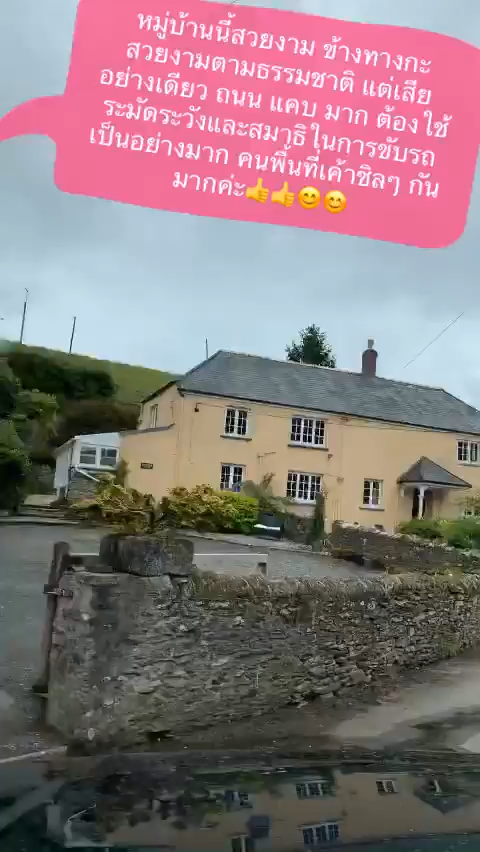 หมู่บ้านนี้สวยงาม ข้างทางกะ
สวยงามตามธรรมชาติ แต่เสีย
อย่างเดียว ถนน แคบ มาก ต้องใช้
ระมัดระวังและสมาธิในการขับรถ
เป็นอย่างมาก คนพื้นที่เค้าชิลๆ กัน
มากค่ะ👍👍😊😊